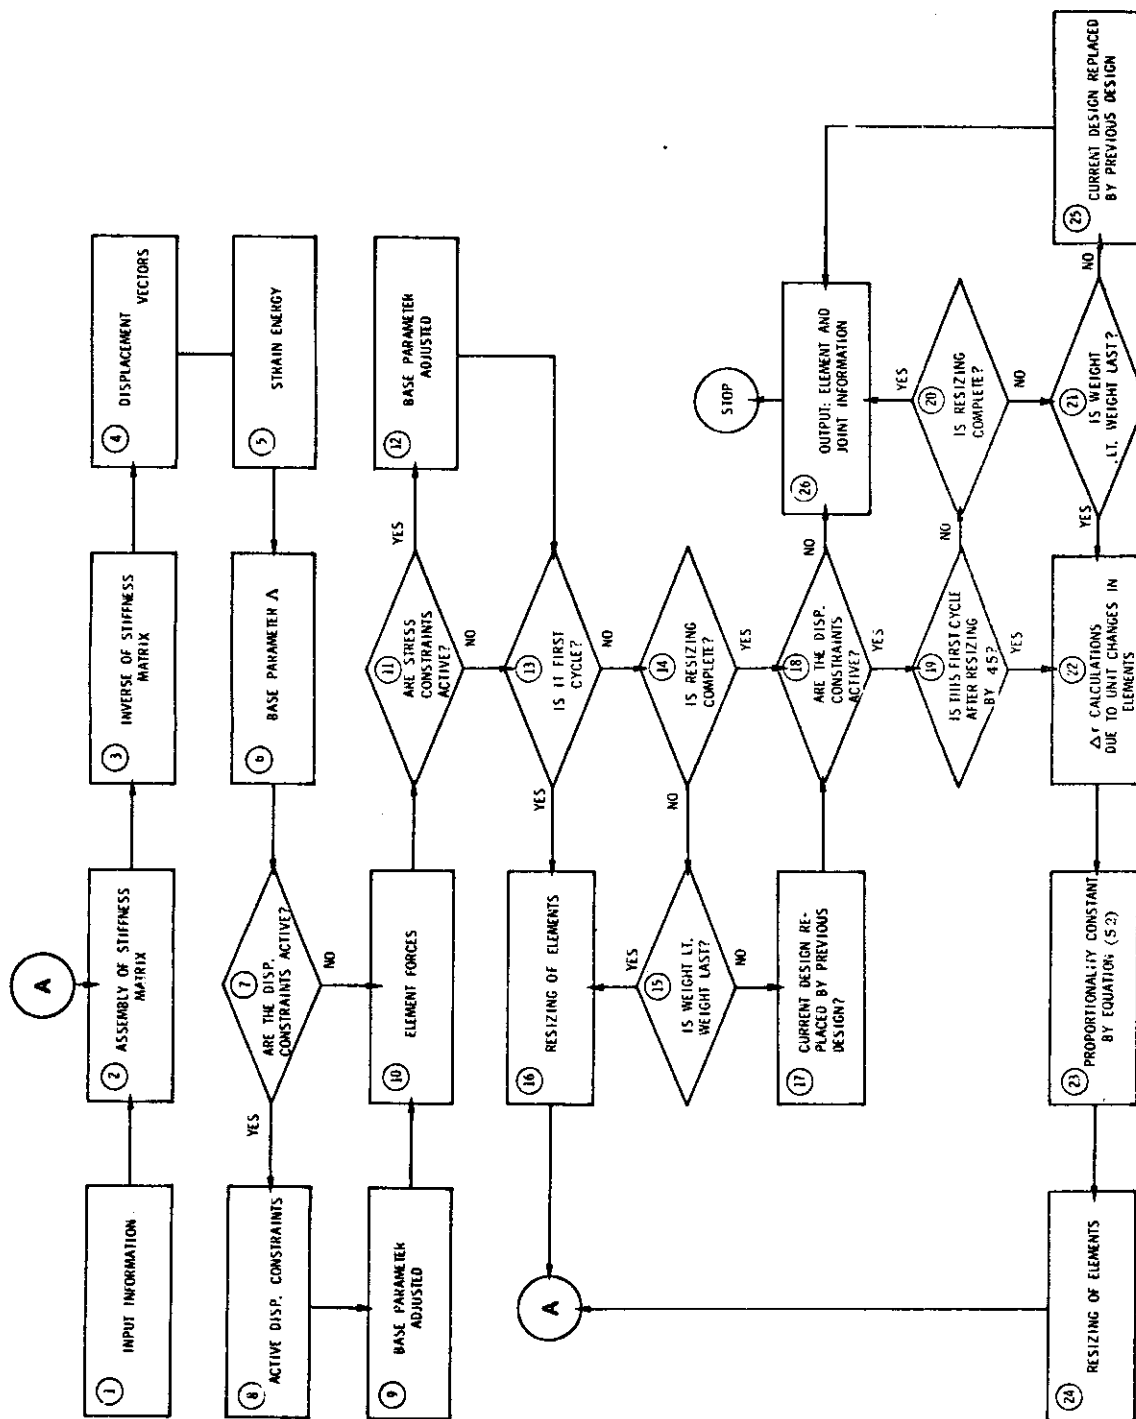 A
1
INPUT INFORMATION
2
ASSEMBLY OF STIFFNESS
MATRIX
3
INVERSE OF STIFFNESS
MATRIX
4
DISPLACEMENT
VECTORS
5
STRAIN ENERGY
6
BASE PARAMETER Λ
7
ARE THE DISP.
CONSTRAINTS ACTIVE?
YES
NO
8
ACTIVE DISP. CONSTRAINTS
9
BASE PARAMETER
ADJUSTED
10
ELEMENT FORCES
11
ARE STRESS
CONSTRAINTS
ACTIVE?
YES
NO
12
BASE PARAMETER
ADJUSTED
13
IS IT FIRST
CYCLE?
YES
NO
14
IS RESIZING
COMPLETE?
NO
YES
15
IS WEIGHT LT.
WEIGHT LAST?
YES
NO
16
RESIZING OF ELEMENTS
A
17
CURRENT DESIGN RE-
PLACED BY PREVIOUS
DESIGN?
18
ARE THE DISP.
CONSTRAINTS
ACTIVE?
NO
YES
19
IS THIS FIRST CYCLE
AFTER RESIZING
BY 45?
NO
YES
20
IS RESIZING
COMPLETE?
YES
NO
21
IS WEIGHT
.LT. WEIGHT LAST?
YES
NO
22
Δr CALCULATIONS
DUE TO UNIT CHANGES IN
ELEMENTS
23
PROPORTIONALITY CONSTANT
BY EQUATION (52)
24
RESIZING OF ELEMENTS
25
CURRENT DESIGN REPLACED
BY PREVIOUS DESIGN
26
OUTPUT: ELEMENT AND
JOINT INFORMATION
STOP